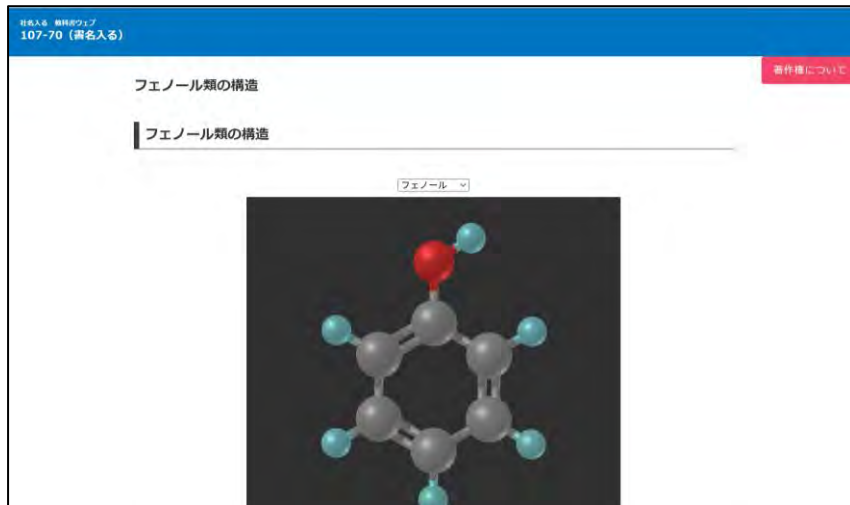 社名入る 教科書ウェブ
107-70（書名入る）
著作権について
フェノール類の構造
フェノール類の構造
フェノール